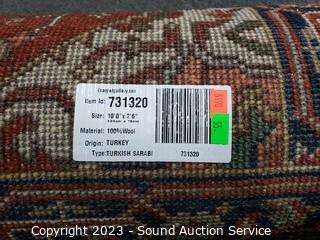 Item Id: 731320
Size: 10'0"x 7'6"
Material: 100%Wool
Origin: TURKEY
Type:TURKISH SARABI
731320
Copyright 2023 - Sound Auction Service